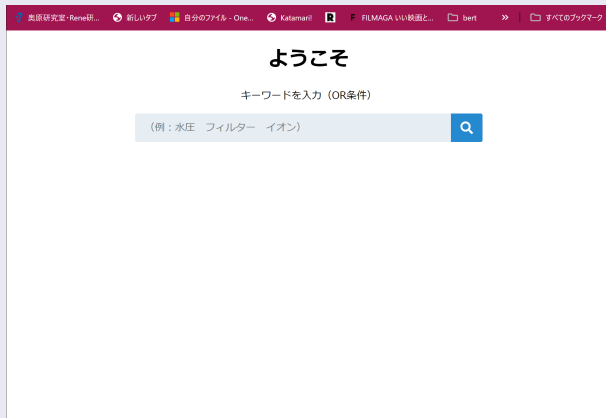 奥原研究室・Rene研... 新しいタブ 自分のファイル - One... Katamari! R F FILMAGA いい映画と... bert » すべてのブックマーク
ようこそ
キーワードを入力（OR条件）
（例：水圧　フィルター　イオン）